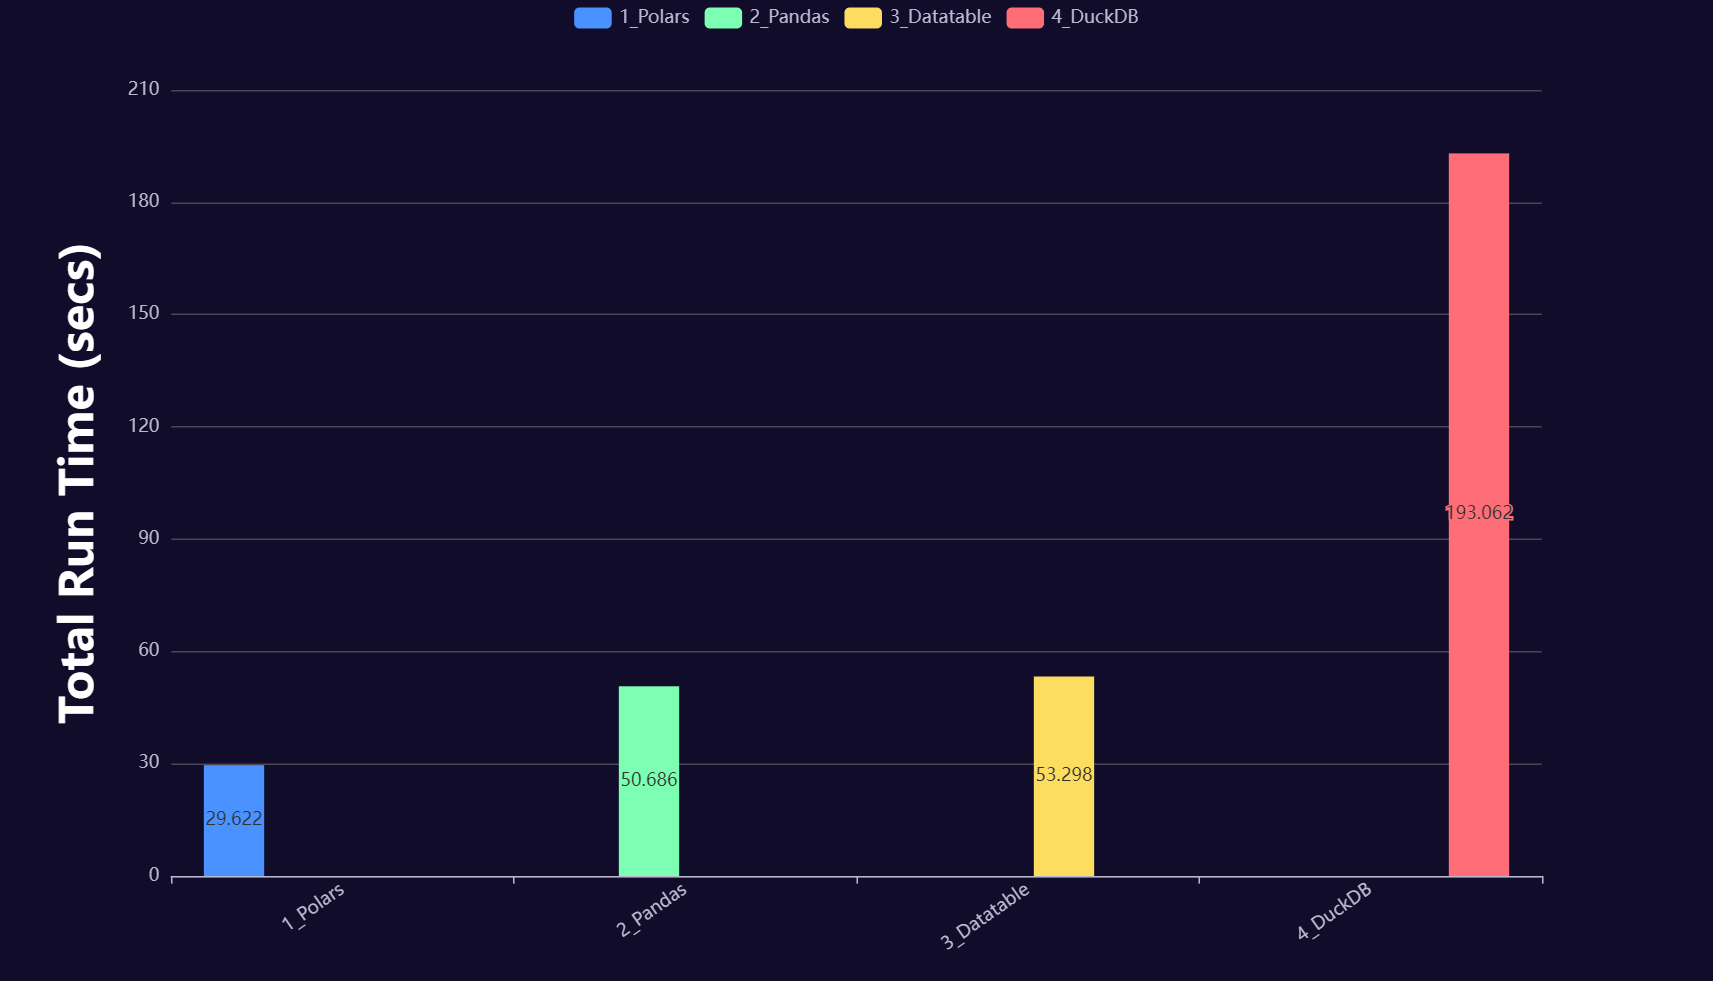 1_Polars 2_Pandas 3_Datatable 4_DuckDB
Total Run Time (secs)
210
180
150
120
90
60
30
0
29.622
50.686
53.298
193.062
1_Polars
2_Pandas
3_Datatable
4_DuckDB